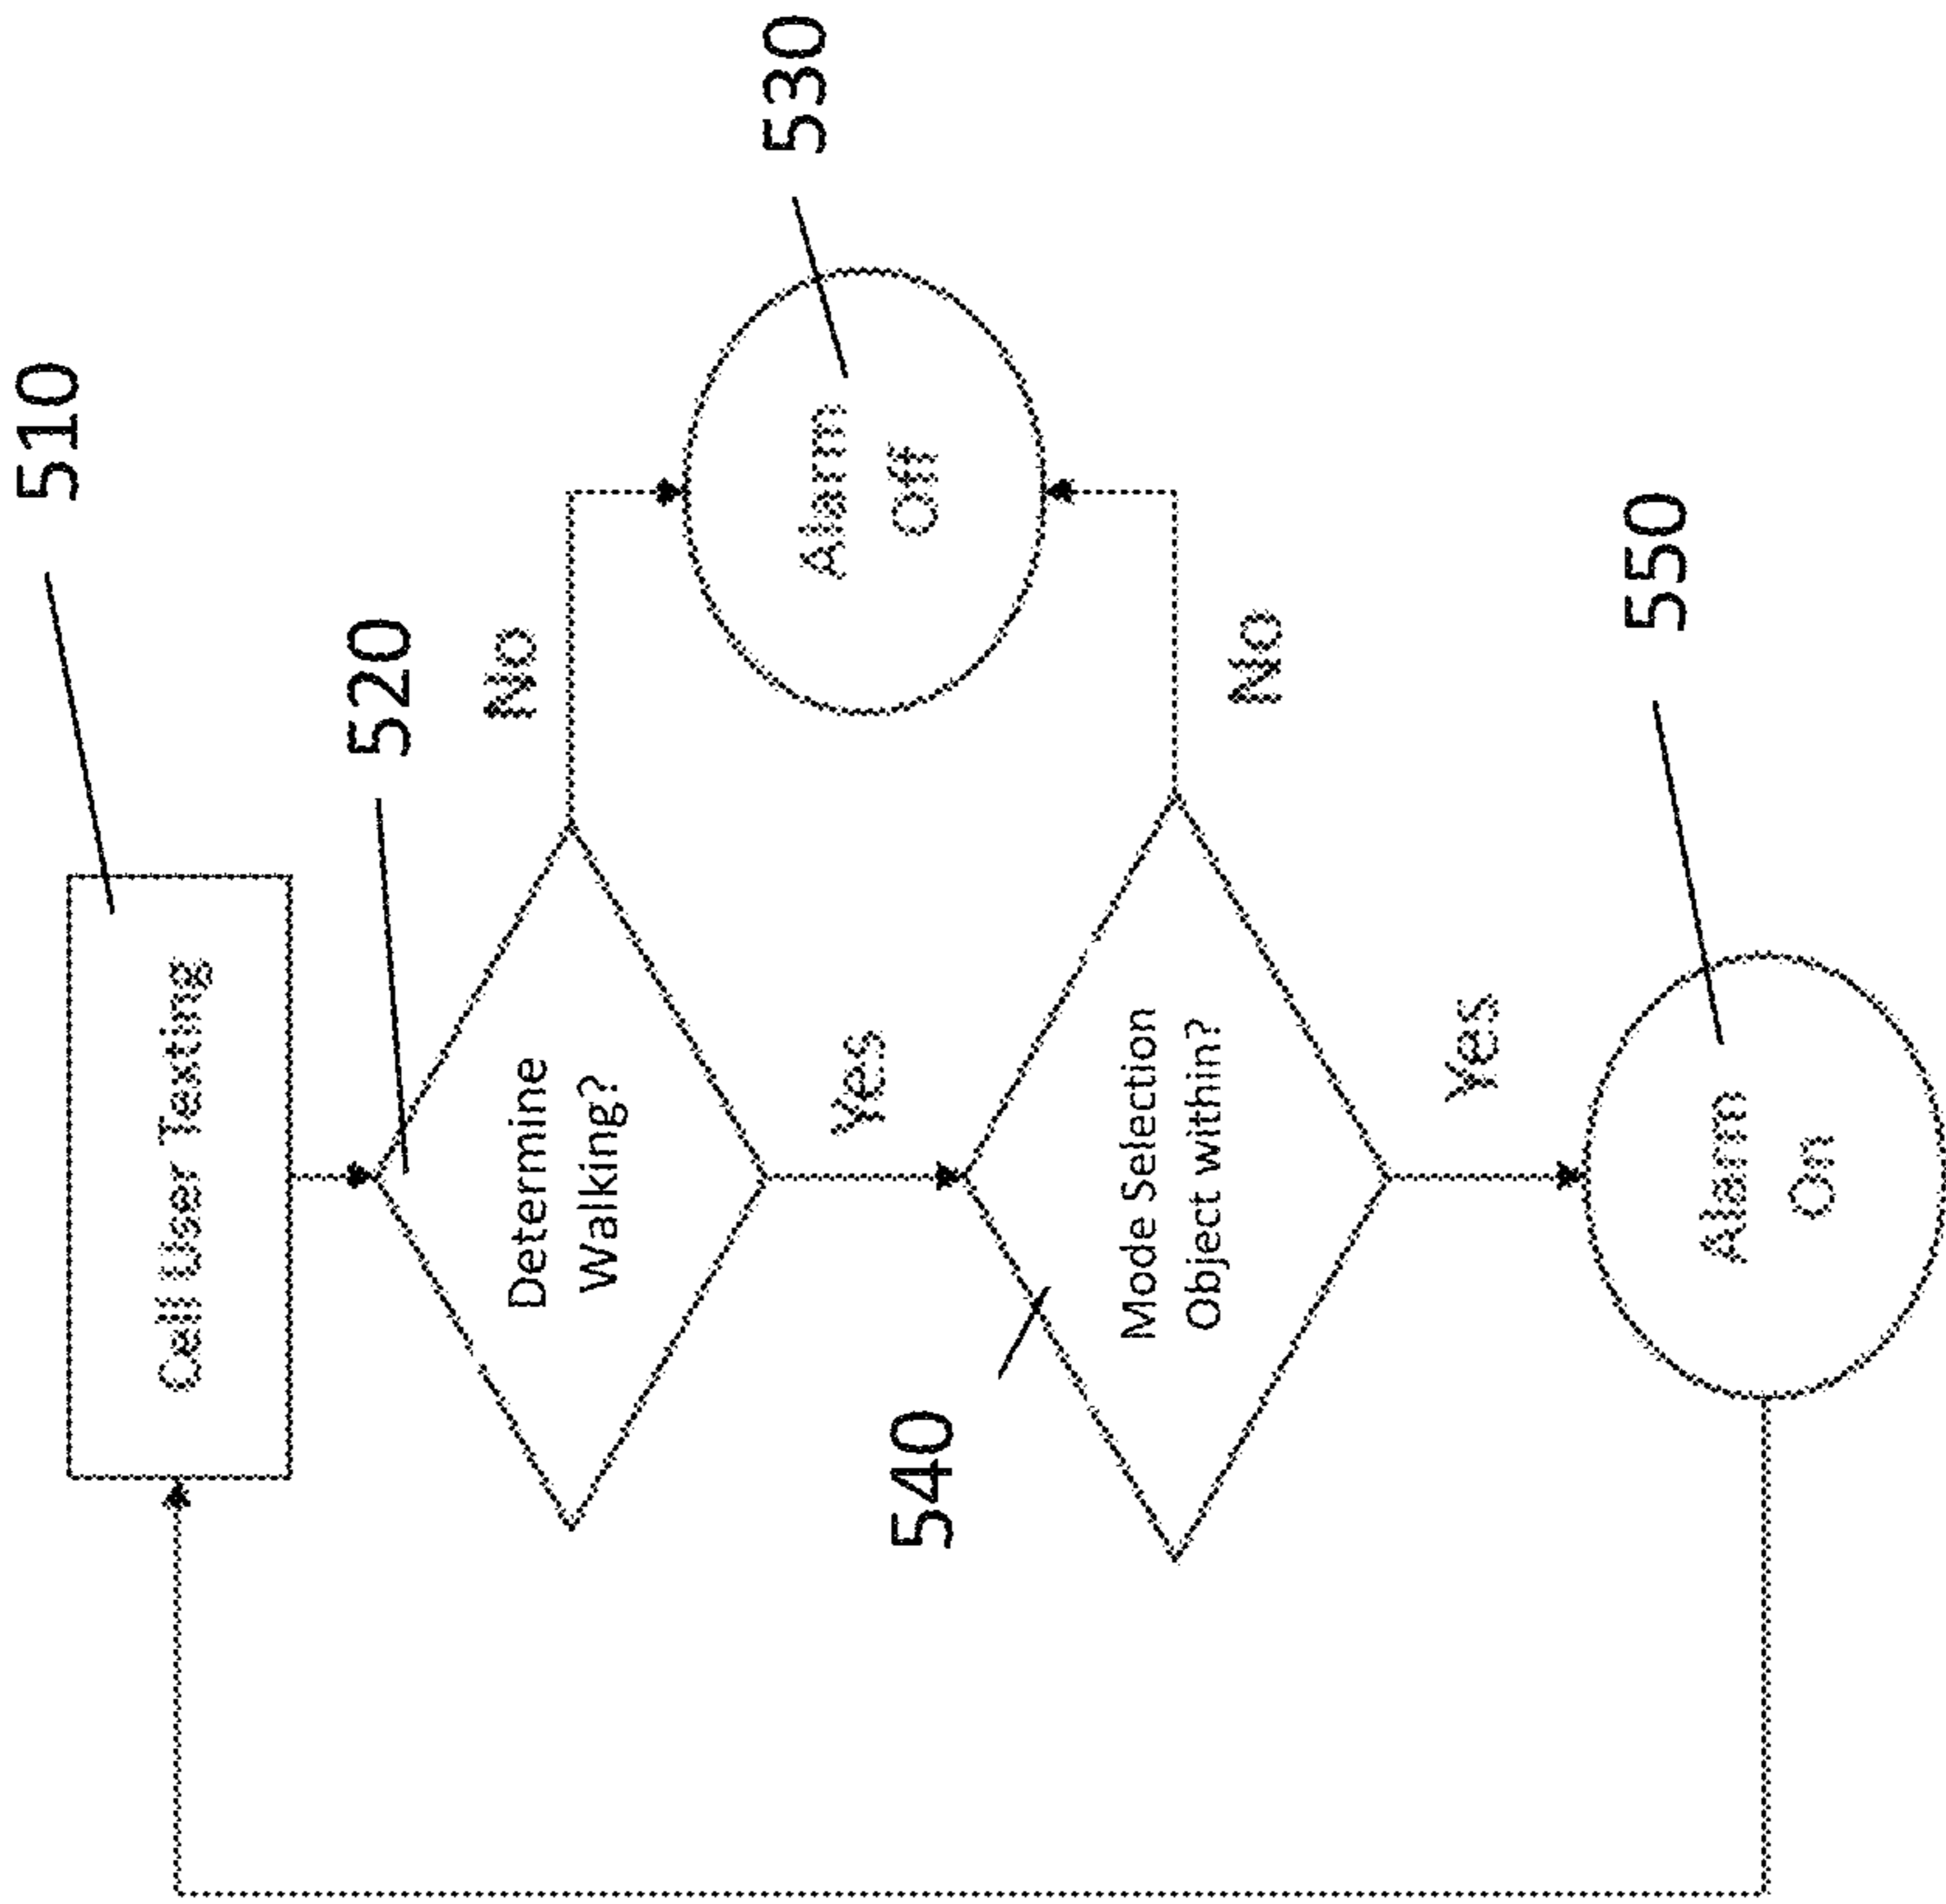 510
Cell User Texting
520
Determine
Walking?
No
530
Alarm
Off
Yes
540
Mode Selection
Object within?
No
Yes
550
Alarm
On